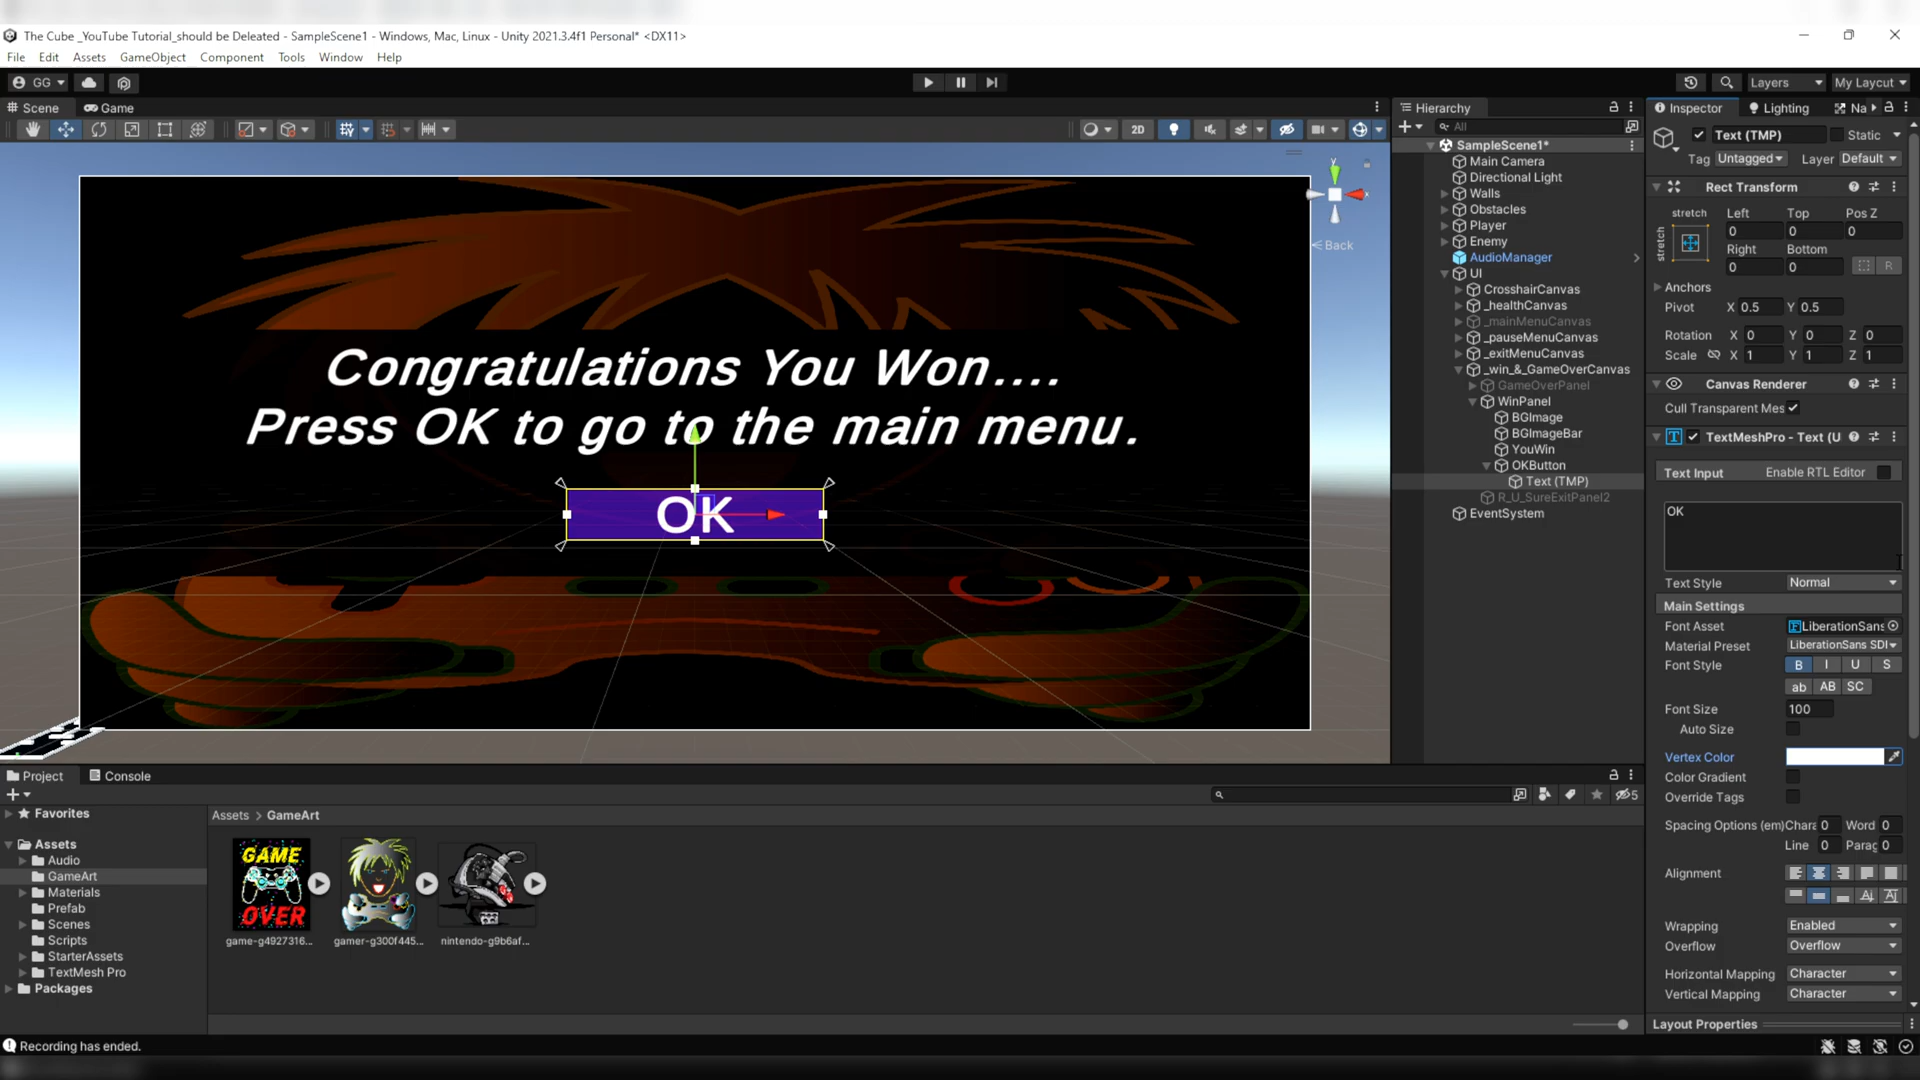 The Cube _YouTube Tutorial_should be Deleated - SampleScene1 - Windows, Mac, Linux - Unity 2021.3.4f1 Personal* <DX11>
File Edit Assets GameObject Component Tools Window Help
GG Layers My Laycut
Scene Game
2D
y
x
Back
Congratulations You Won....
Press OK to go to the main menu.
OK
Hierarchy
All
SampleScene1*
Main Camera
Directional Light
Walls
Obstacles
Player
Enemy
AudioManager
UI
CrosshairCanvas
_healthCanvas
_mainMenuCanvas
_pauseMenuCanvas
_exitMenuCanvas
_win_&_GameOverCanvas
GameOverPanel
WinPanel
BGImage
BGImageBar
YouWin
OKButton
Text (TMP)
R_U_SureExitPanel2
EventSystem
Inspector Lighting Na
Text (TMP) Static
Tag Untagged Layer Default
Rect Transform
stretch Left Top Pos Z
stretch 0 0 0
Right Bottom
0 0 R
Anchors
Pivot X 0.5 Y 0.5
Rotation X 0 Y 0 Z 0
Scale X 1 Y 1 Z 1
Canvas Renderer
Cull Transparent Mes
TextMeshPro - Text (U
Text Input Enable RTL Editor
OK
Text Style Normal
Main Settings
Font Asset F LiberationSans
Material Preset LiberationSans SDI
Font Style B I U S
ab AB SC
Font Size 100
Auto Size
Vertex Color
Color Gradient
Override Tags
Spacing Options (em) Chara 0 Word 0
Line 0 Parag 0
Alignment
Wrapping Enabled
Overflow Overflow
Horizontal Mapping Character
Vertical Mapping Character
Layout Properties
Project Console
5
Favorites
Assets
Audio
GameArt
Materials
Prefab
Scenes
Scripts
StarterAssets
TextMesh Pro
Packages
Assets > GameArt
GAME
OVER
game-g4927316... gamer-g300f445... nintendo-g9b6af...
Recording has ended.